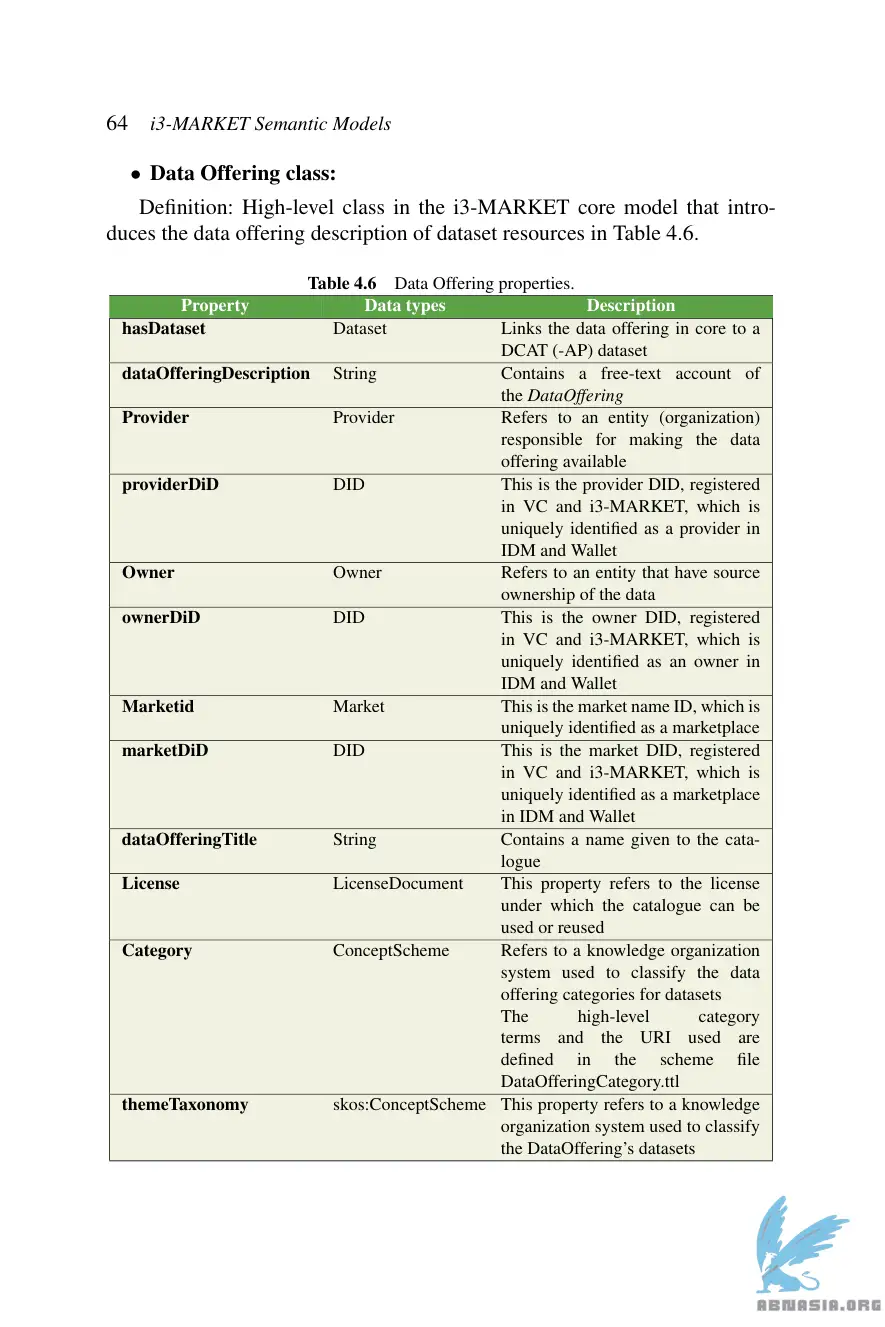 64 i3-MARKET Semantic Models
• Data Offering class:
Definition: High-level class in the i3-MARKET core model that intro-
duces the data offering description of dataset resources in Table 4.6.
Table 4.6 Data Offering properties.
Property Data types Description
hasDataset Dataset Links the data offering in core to a
DCAT (-AP) dataset
dataOfferingDescription String Contains a free-text account of
the DataOffering
Provider Provider Refers to an entity (organization)
responsible for making the data
offering available
providerDiD DID This is the provider DID, registered
in VC and i3-MARKET, which is
uniquely identified as a provider in
IDM and Wallet
Owner Owner Refers to an entity that have source
ownership of the data
ownerDiD DID This is the owner DID, registered
in VC and i3-MARKET, which is
uniquely identified as an owner in
IDM and Wallet
Marketid Market This is the market name ID, which is
uniquely identified as a marketplace
marketDiD DID This is the market DID, registered
in VC and i3-MARKET, which is
uniquely identified as a marketplace
in IDM and Wallet
dataOfferingTitle String Contains a name given to the cata-
logue
License LicenseDocument This property refers to the license
under which the catalogue can be
used or reused
Category ConceptScheme Refers to a knowledge organization
system used to classify the data
offering categories for datasets
The high-level category
terms and the URI used are
defined in the scheme file
DataOfferingCategory.ttl
themeTaxonomy skos:ConceptScheme This property refers to a knowledge
organization system used to classify
the DataOffering's datasets
ABNASIA.ORG